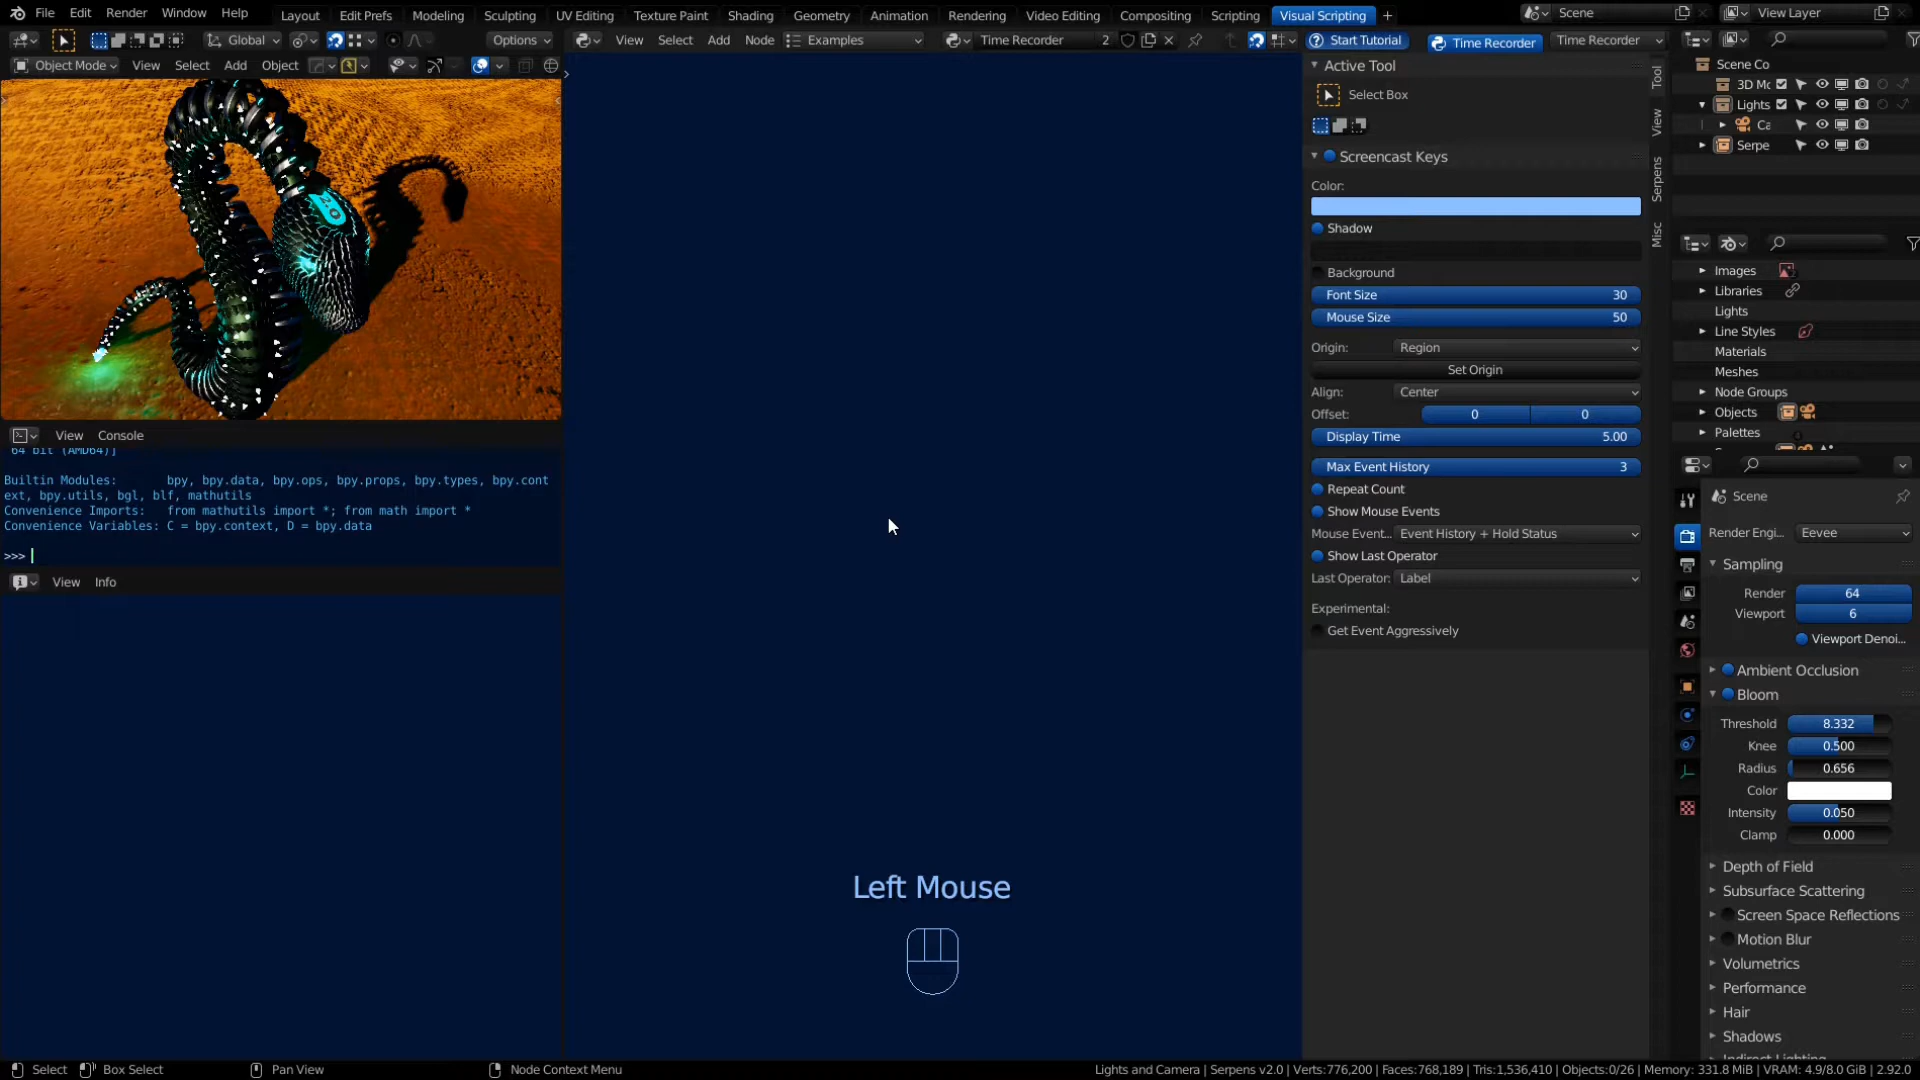 File Edit Render Window Help Layout Edit Prefs Modeling Sculpting UV Editing Texture Paint Shading Geometry Animation Rendering Video Editing Compositing Scripting Visual Scripting + Scene View Layer
Global Options View Select Add Node Examples Time Recorder 2 Start Tutorial Time Recorder Time Recorder
Object Mode View Select Add Object
2.0
View Console
64 bit (AMD64)]
Builtin Modules: bpy, bpy.data, bpy.ops, bpy.props, bpy.types, bpy.cont
ext, bpy.utils, bgl, blf, mathutils
Convenience Imports: from mathutils import *; from math import *
Convenience Variables: C = bpy.context, D = bpy.data
>>>
View Info
Left Mouse
Active Tool
Select Box
Screencast Keys
Color:
Shadow
Background
Font Size 30
Mouse Size 50
Origin: Region
Set Origin
Align: Center
Offset: 0 0
Display Time 5.00
Max Event History 3
Repeat Count
Show Mouse Events
Mouse Event... Event History + Hold Status
Show Last Operator
Last Operator: Label
Experimental:
Get Event Aggressively
Tool
View
Serpens
Misc
Scene Co
3D Mc
Lights
Ca
Serpe
Images
Libraries
Lights
Line Styles
Materials
Meshes
Node Groups
Objects
Palettes
Scene
Render Engi... Eevee
Sampling
Render 64
Viewport 6
Viewport Denoi...
Ambient Occlusion
Bloom
Threshold 8.332
Knee 0.500
Radius 0.656
Color
Intensity 0.050
Clamp 0.000
Depth of Field
Subsurface Scattering
Screen Space Reflections
Motion Blur
Volumetrics
Performance
Hair
Shadows
Select Box Select Pan View Node Context Menu Lights and Camera | Serpens v2.0 | Verts:776,200 | Faces:768,189 | Tris:1,536,410 | Objects:0/26 | Memory: 331.8 MiB | VRAM: 4.9/8.0 GiB | 2.92.0